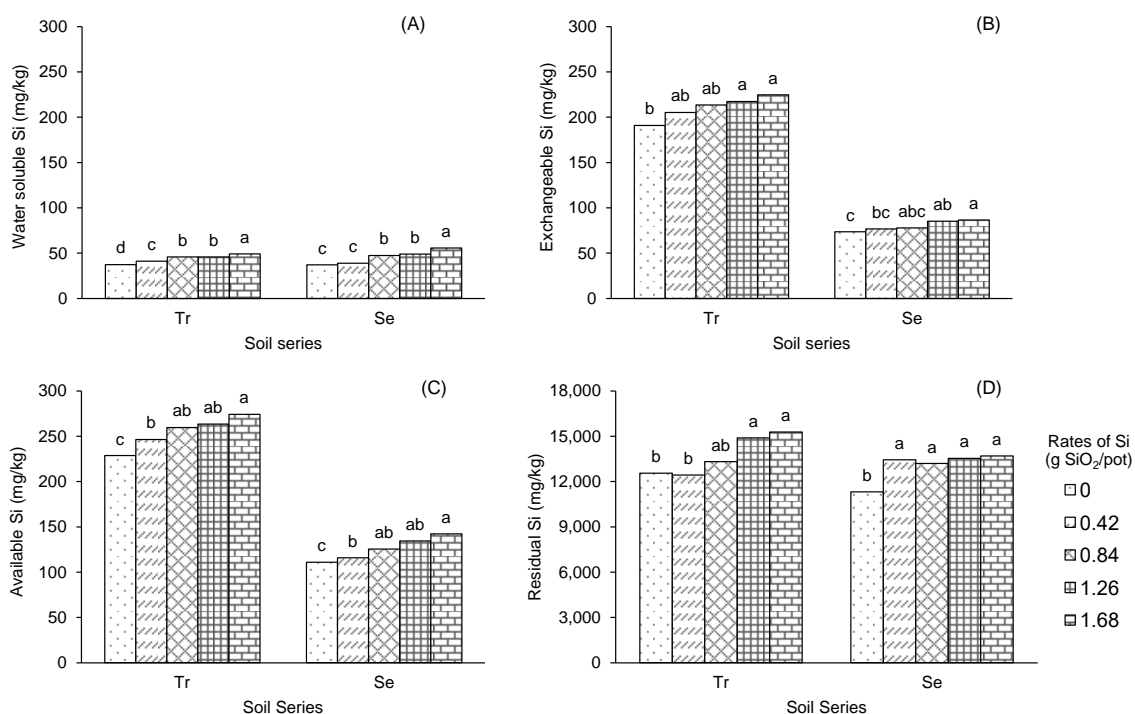 (A)
Water soluble Si (mg/kg)
300
250
200
150
100
50
0
d c b b a
c c b b a
Tr Se
Soil series
(B)
Exchangeable Si (mg/kg)
300
250
200
150
100
50
0
b ab ab a a
c bc abc ab a
Tr Se
Soil series
(C)
Available Si (mg/kg)
300
250
200
150
100
50
0
c b ab ab a
c b ab ab a
Tr Se
Soil Series
(D)
Residual Si (mg/kg)
18,000
15,000
12,000
9,000
6,000
3,000
0
b b ab a a
b a a a a
Tr Se
Soil Series
Rates of Si
(g SiO₂/pot)
0
0.42
0.84
1.26
1.68